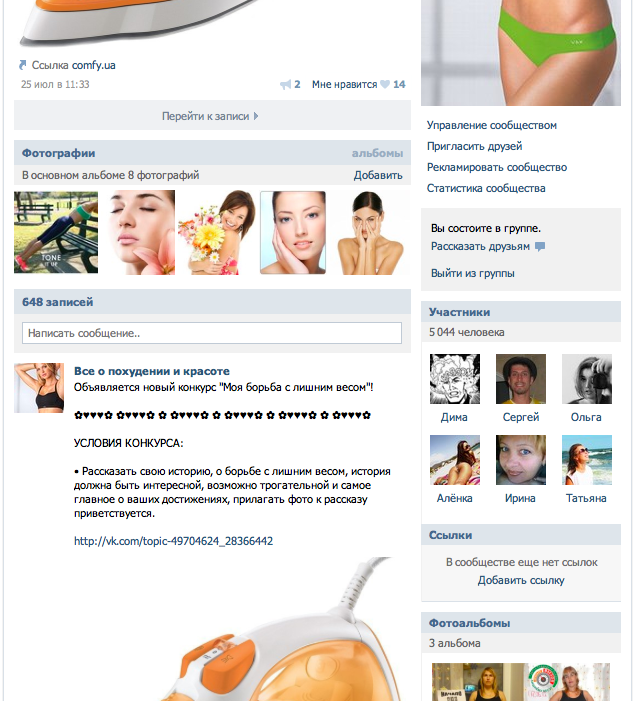 Ссылка comfy.ua
25 июл в 11:33
2 Мне нравится 14
Перейти к записи
Фотографии альбомы
В основном альбоме 8 фотографий Добавить
TONE
IT UP
648 записей
Написать сообщение..
Все о похудении и красоте
Объявляется новый конкурс "Моя борьба с лишним весом"!
✿♥♥♥✿ ✿♥♥♥✿ ✿ ✿♥♥♥✿ ✿ ✿♥♥♥✿ ✿ ✿♥♥♥✿ ✿ ✿♥♥♥✿
УСЛОВИЯ КОНКУРСА:
• Рассказать свою историю, о борьбе с лишним весом, история
должна быть интересной, возможно трогательной и самое
главное о ваших достижениях, прилагать фото к рассказу
приветствуется.
http://vk.com/topic-49704624_28366442
Управление сообществом
Пригласить друзей
Рекламировать сообщество
Статистика сообщества
Вы состоите в группе.
Рассказать друзьям
Выйти из группы
Участники
5 044 человека
Дима Сергей Ольга
Алёнка Ирина Татьяна
Ссылки
В сообществе еще нет ссылок
Добавить ссылку
Фотоальбомы
3 альбома